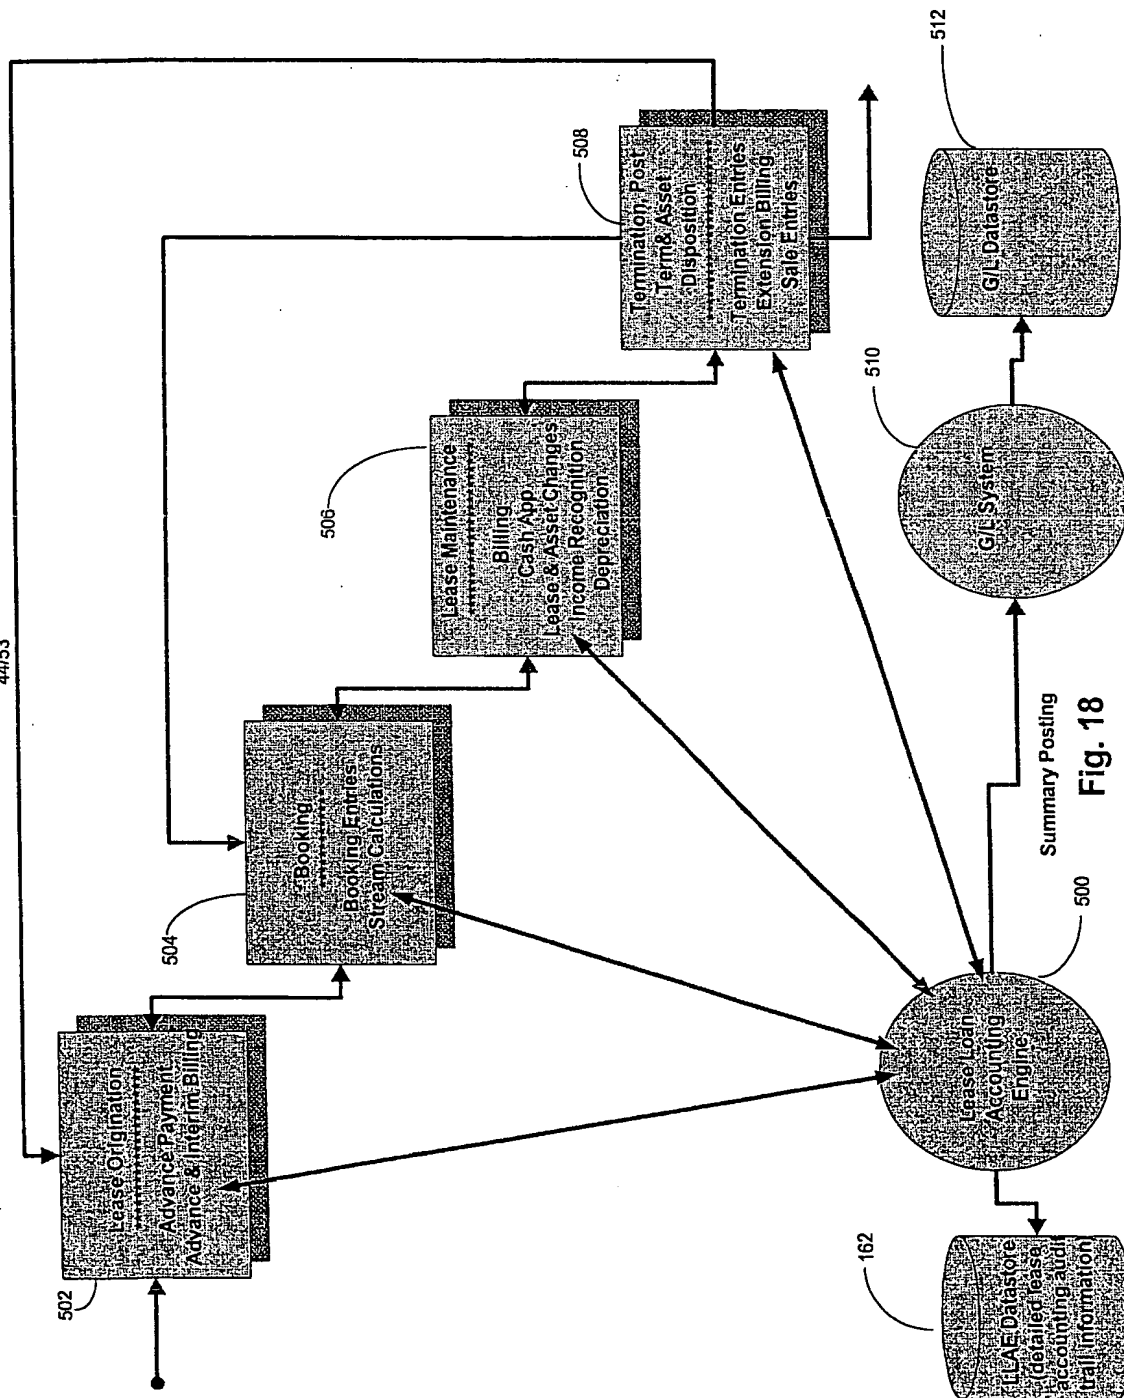 44/53
502
Lease Origination
Advance Payment
Advance & Interim Billing
504
Booking
Booking Entries
Stream Calculations
506
Lease Maintenance
Billing
Cash App
Lease & Asset Changes
Income Recognition
Depreciation
508
Termination, Post
Term& Asset
Disposition
Termination Entries
Extension Billing
Sale Entries
162
LLAE Datastore
(detailed lease
accounting audit
trail information)
Lease/Loan
Accounting
Engine
500
Summary Posting
510
G/L System
512
G/L Datastore
Fig. 18